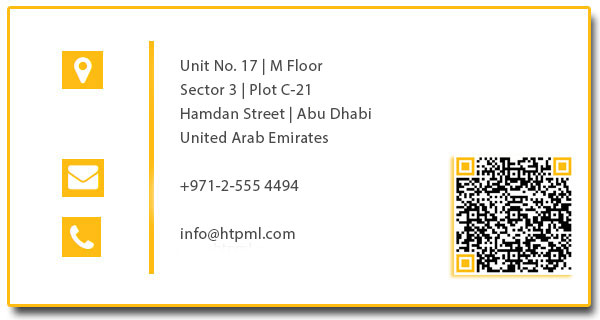 Unit No. 17 | M Floor
Sector 3 | Plot C-21
Hamdan Street | Abu Dhabi
United Arab Emirates
+971-2-555 4494
info@htpml.com